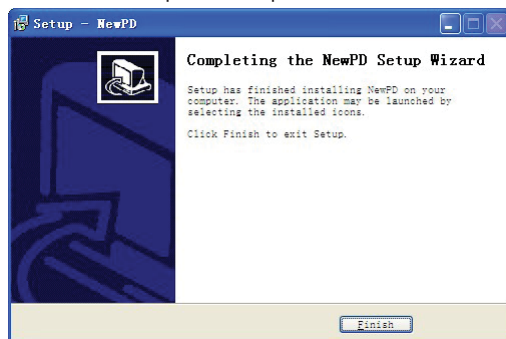 Setup - NewPD
Completing the NewPD Setup Wizard
Setup has finished installing NewPD on your
computer. The application may be launched by
selecting the installed icons.
Click Finish to exit Setup.
Finish